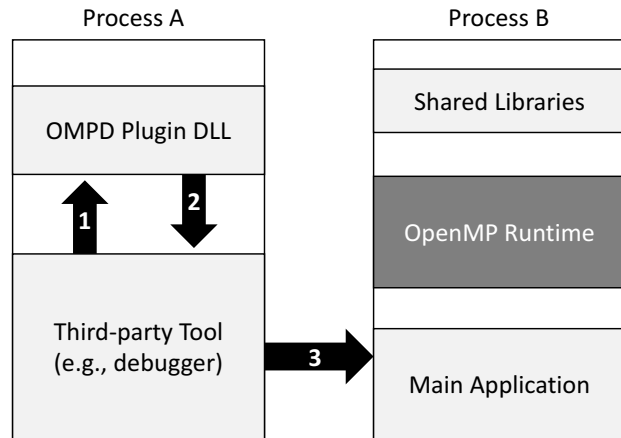 Process A
Process B
Shared Libraries
OMPD Plugin DLL
1
2
OpenMP Runtime
Third-party Tool
(e.g., debugger)
3
Main Application